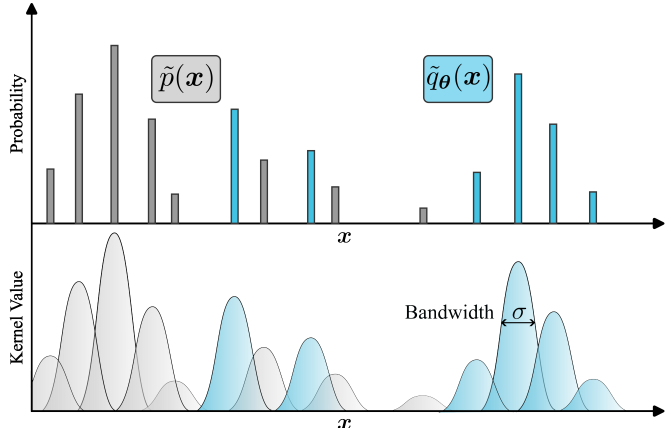 Probability
p̃(x)
q̃_θ(x)
x
Kernel Value
Bandwidth σ
x